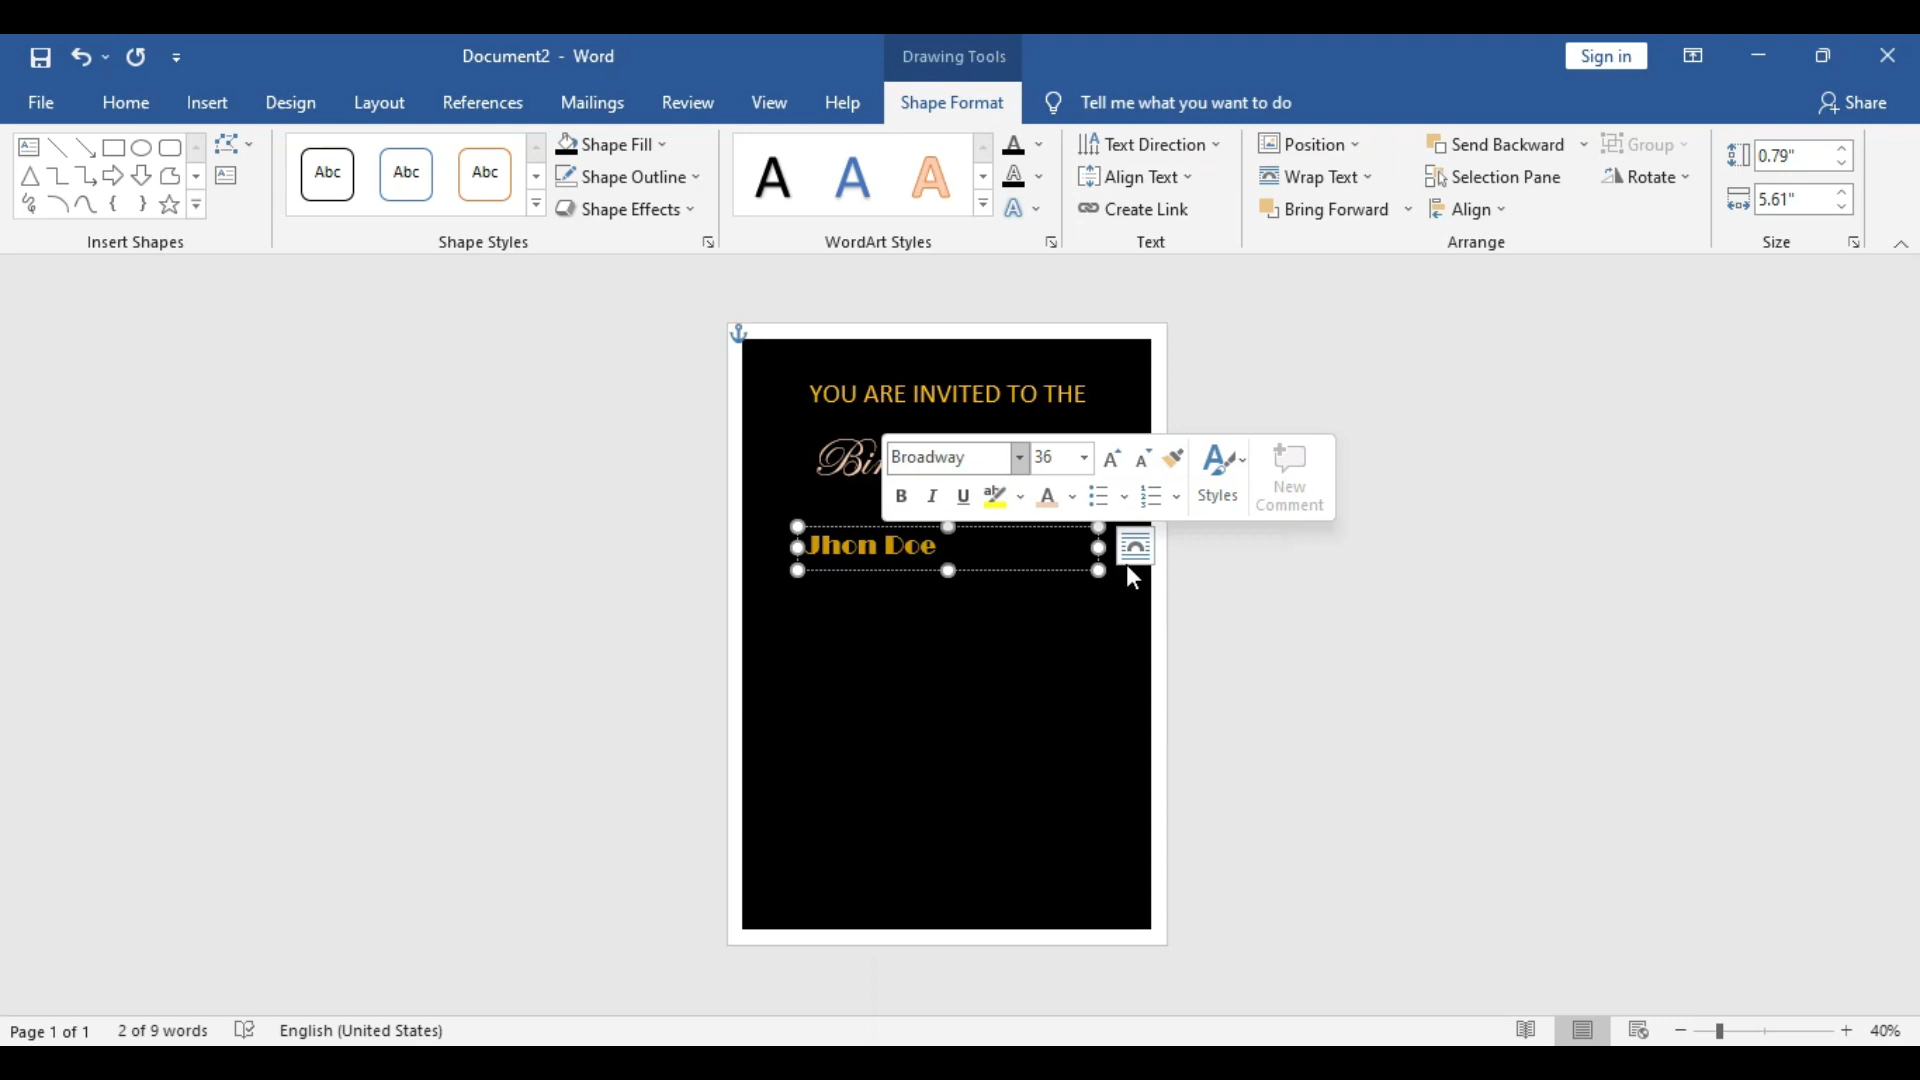 Document2 - Word
Drawing Tools
Sign in
File Home Insert Design Layout References Mailings Review View Help Shape Format Tell me what you want to do Share
Abc Abc Abc
Shape Fill
Shape Outline
Shape Effects
A A A
Text Direction
Align Text
Create Link
Position
Wrap Text
Bring Forward
Send Backward
Selection Pane
Align
Group
Rotate
0.79"
5.61"
Insert Shapes Shape Styles WordArt Styles Text Arrange Size
YOU ARE INVITED TO THE
Broadway 36
B I U
Styles
New Comment
Jhon Doe
Page 1 of 1 2 of 9 words English (United States) 40%